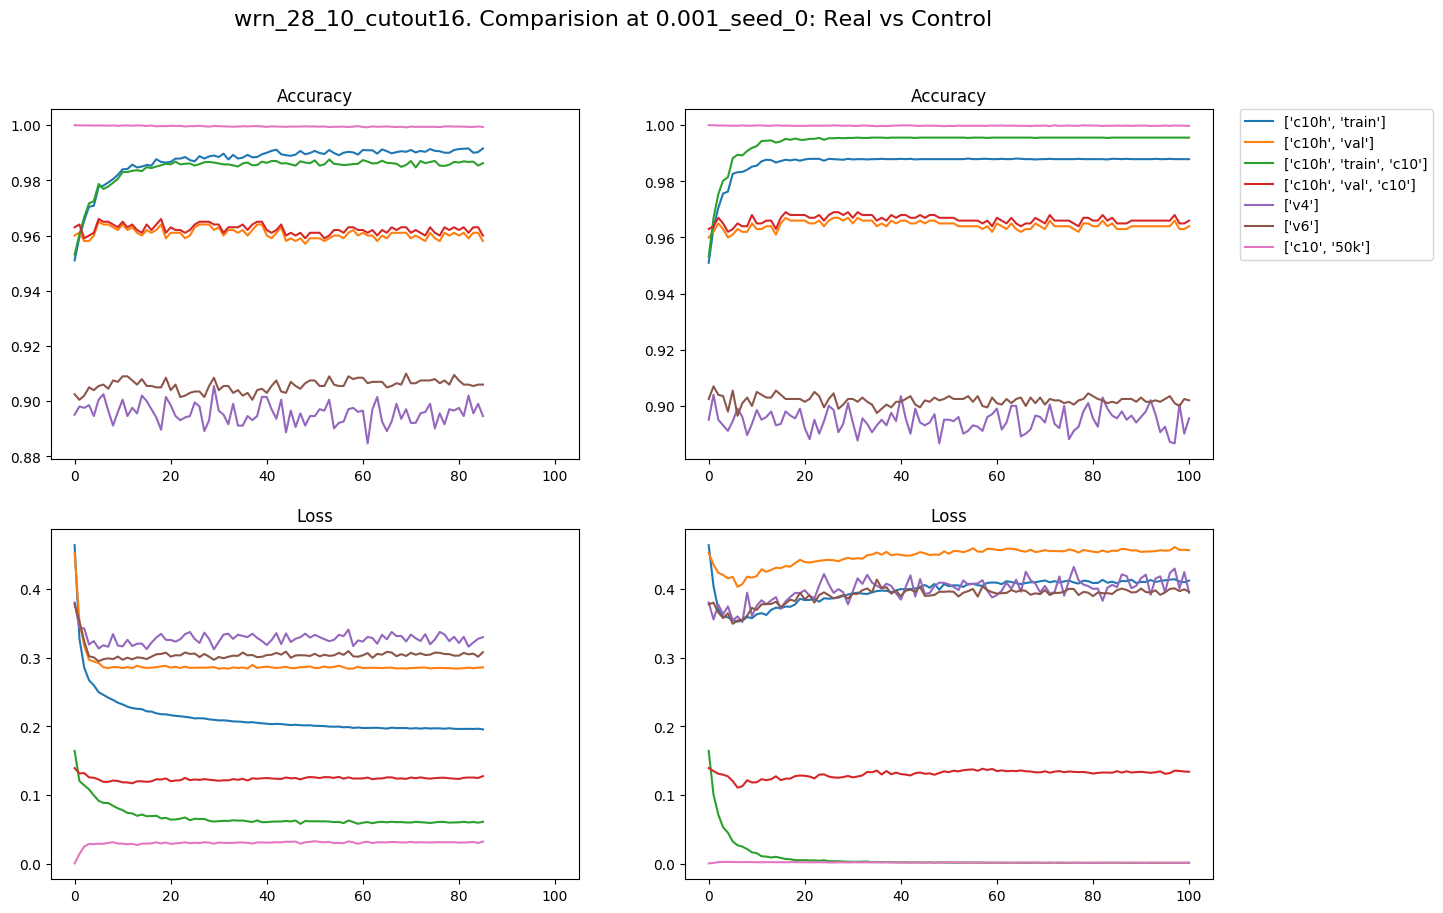 wrn_28_10_cutout16. Comparision at 0.001_seed_0: Real vs Control
Accuracy
1.00
0.98
0.96
0.94
0.92
0.90
0.88
0 20 40 60 80 100
Accuracy
1.00
0.98
0.96
0.94
0.92
0.90
0 20 40 60 80 100
['c10h', 'train']
['c10h', 'val']
['c10h', 'train', 'c10']
['c10h', 'val', 'c10']
['v4']
['v6']
['c10', '50k']
Loss
0.4
0.3
0.2
0.1
0.0
0 20 40 60 80 100
Loss
0.4
0.3
0.2
0.1
0.0
0 20 40 60 80 100